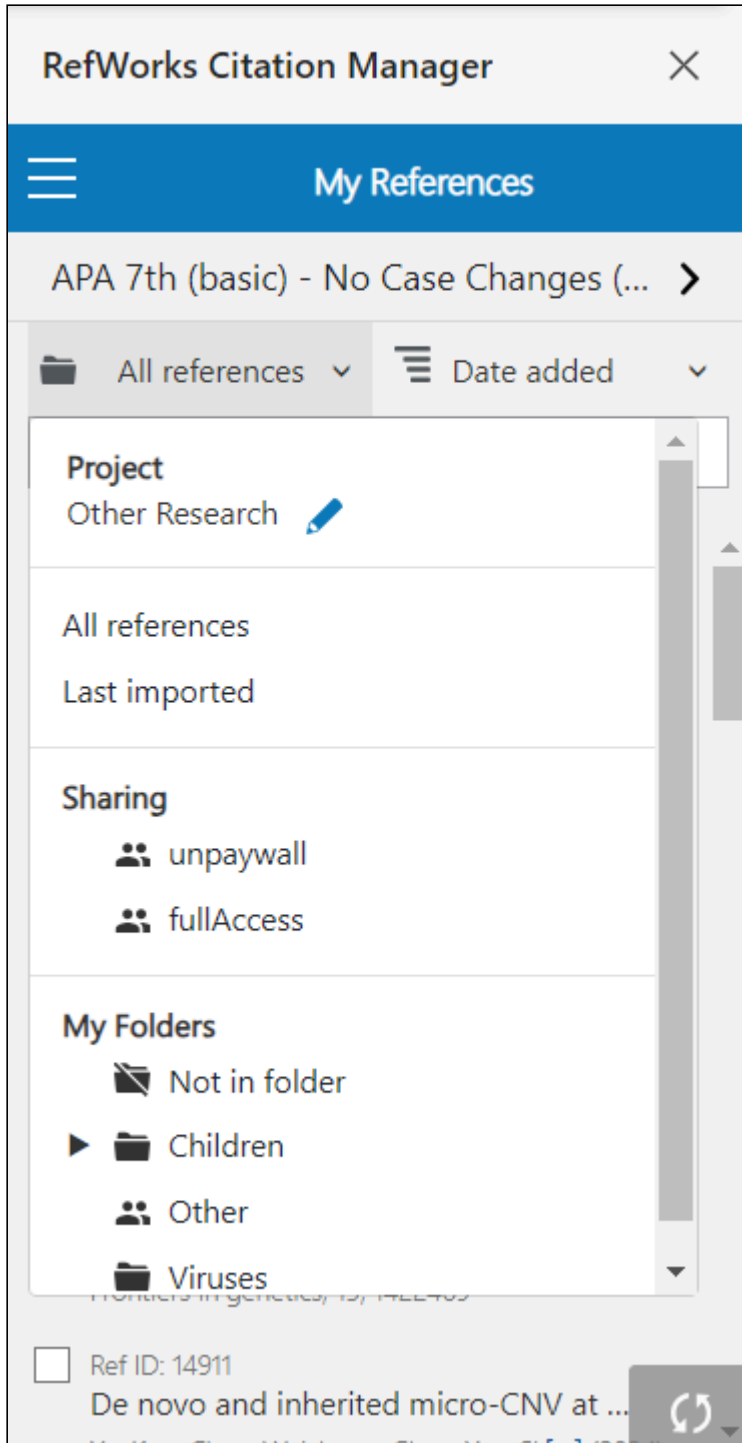 RefWorks Citation Manager
My References
APA 7th (basic) - No Case Changes (...
All references
Date added
Project
Other Research
All references
Last imported
Sharing
unpaywall
fullAccess
My Folders
Not in folder
Children
Other
Viruses
Ref ID: 14911
De novo and inherited micro-CNV at ...